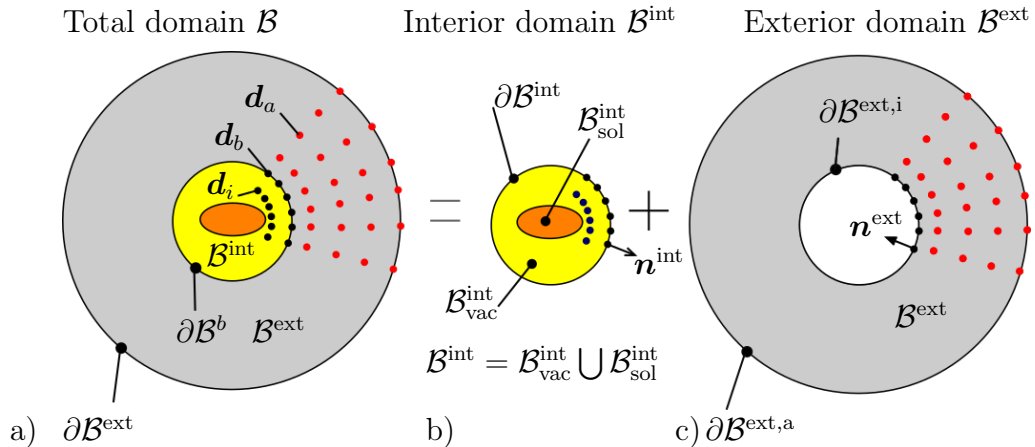 Total domain 𝓑
Interior domain 𝓑^int
Exterior domain 𝓑^ext
𝒅_a
𝒅_b
𝒅_i
𝓑^int
∂𝓑^b
𝓑^ext
a) ∂𝓑^ext
=
∂𝓑^int
𝓑^int_sol
𝒏^int
𝓑^int_vac
𝓑^int = 𝓑^int_vac ⋃ 𝓑^int_sol
b)
+
∂𝓑^ext,i
𝒏^ext
𝓑^ext
c) ∂𝓑^ext,a